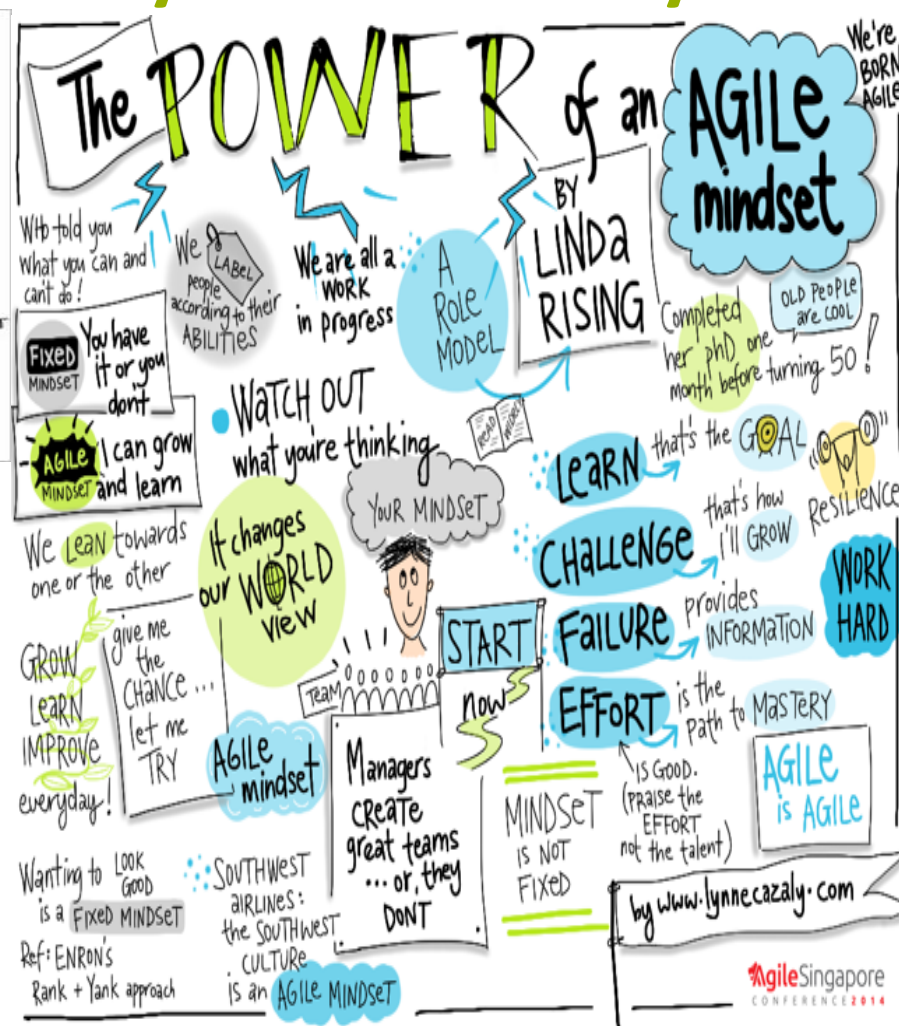 The POWER of an
AGILE
mindset
We're
BORN
AGILE
BY
LINDA
RISING
Who told you
what you can and
can't do!
We
LABEL
people
according to their
ABILITIES
We are all a
WORK
in progress
A
ROLE
MODEL
Completed
her phD one
month before turning 50!
OLD PEOPLE
are COOL
FIXED
MINDSET
You have
it or you
don't
AGILE
MINDSET
I can grow
and learn
WATCH OUT
what you're thinking
YOUR MINDSET
READ
LEARN
that's the GOAL
RESILIENCE
CHALLENGE
that's how
I'll GROW
WORK
HARD
FAILURE
provides
INFORMATION
EFFORT
is the
path to MASTERY
IS GOOD.
(PRAISE the
EFFORT
not the talent)
AGILE
is AGILE
We LEAN towards
one or the other
It changes
our WORLD
view
GROW
LEARN
IMPROVE
everyday!
give me
the
CHANCE ...
let me
TRY
AGILE
mindset
TEAM
START
now
Managers
CREATE
great teams
... or, they
DONT
MINDSET
IS NOT
FIXED
Wanting to LOOK
GOOD
is a FIXED MINDSET
Ref: ENRON'S
Rank + Yank approach
SOUTHWEST
AIRLINES:
the SOUTHWEST
CULTURE
is an AGILE MINDSET
by www.lynnecazaly.com
AgileSingapore
CONFERENCE 2014